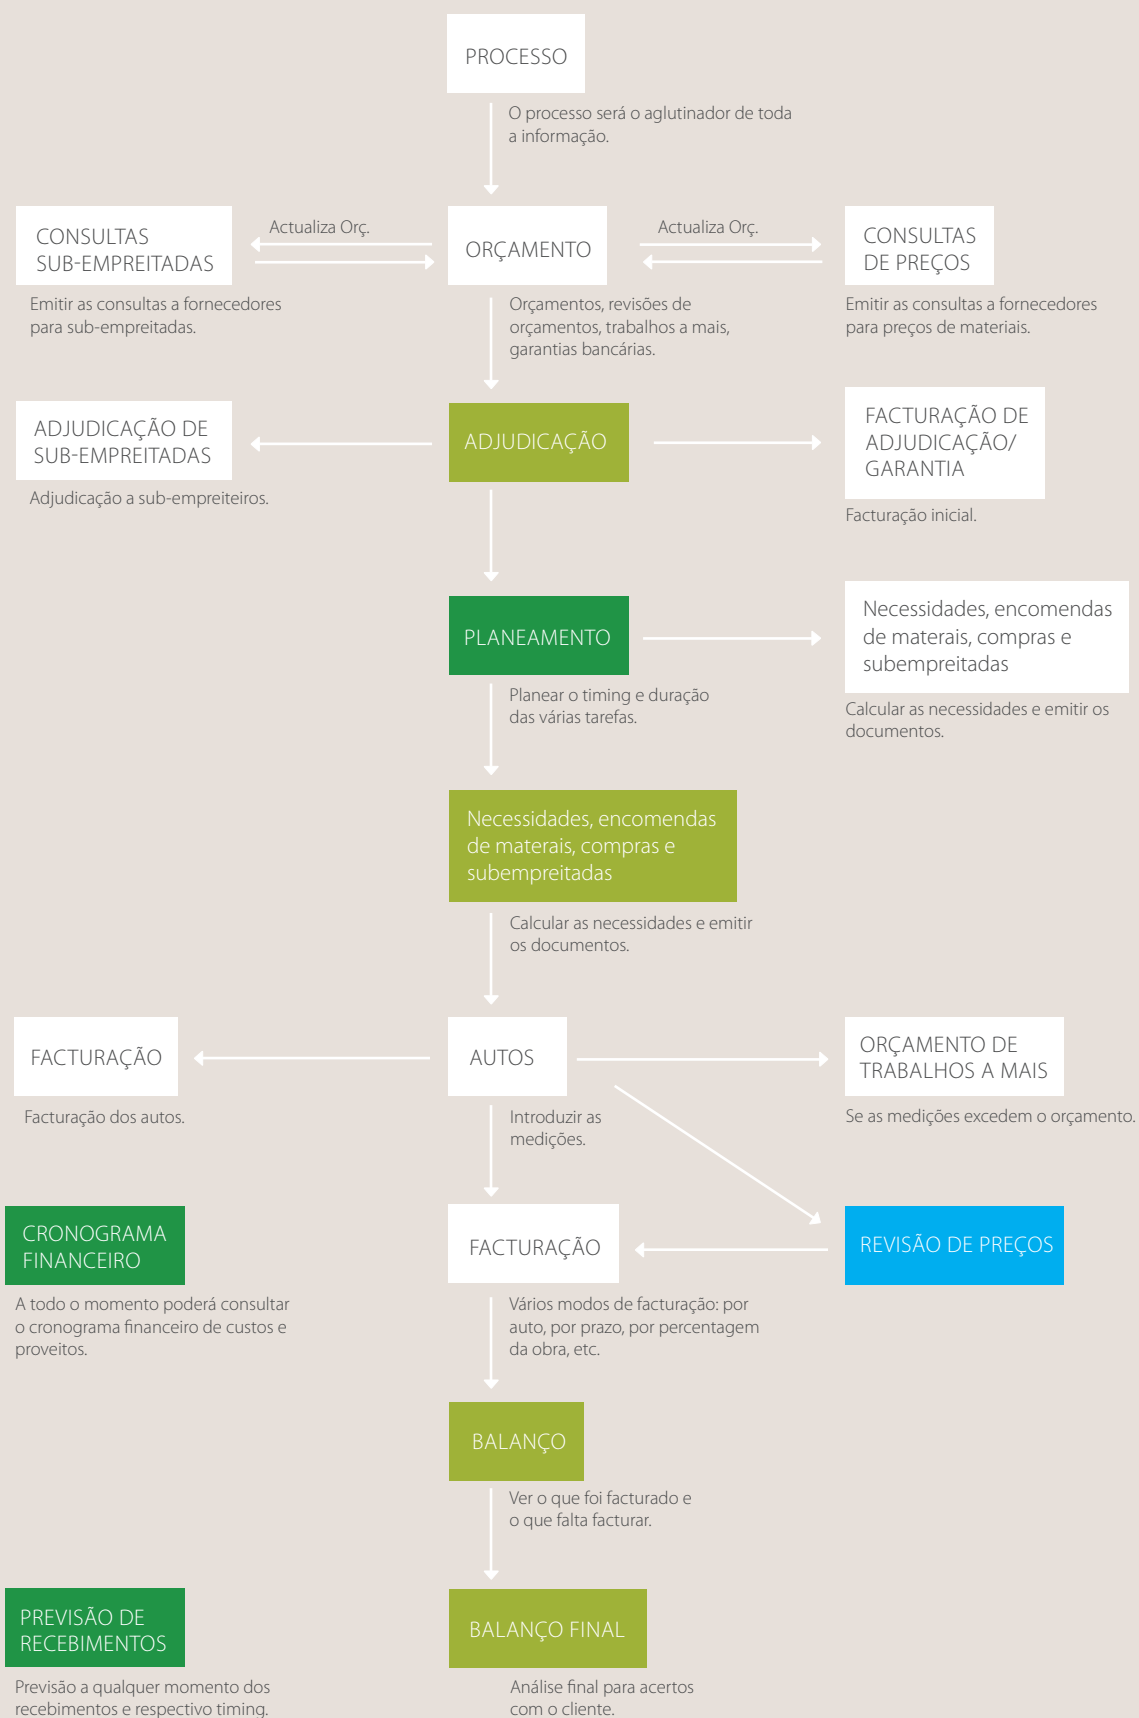 PROCESSO
O processo será o aglutinador de toda
a informação.
CONSULTAS
SUB-EMPREITADAS
Actualiza Orç.
ORÇAMENTO
Actualiza Orç.
CONSULTAS
DE PREÇOS
Emitir as consultas a fornecedores
para sub-empreitadas.
Orçamentos, revisões de
orçamentos, trabalhos a mais,
garantias bancárias.
Emitir as consultas a fornecedores
para preços de materiais.
ADJUDICAÇÃO DE
SUB-EMPREITADAS
ADJUDICAÇÃO
FACTURAÇÃO DE
ADJUDICAÇÃO/
GARANTIA
Adjudicação a sub-empreiteiros.
Facturação inicial.
PLANEAMENTO
Necessidades, encomendas
de materais, compras e
subempreitadas
Planear o timing e duração
das várias tarefas.
Calcular as necessidades e emitir os
documentos.
Necessidades, encomendas
de materais, compras e
subempreitadas
Calcular as necessidades e emitir
os documentos.
FACTURAÇÃO
AUTOS
ORÇAMENTO DE
TRABALHOS A MAIS
Facturação dos autos.
Introduzir as
medições.
Se as medições excedem o orçamento.
CRONOGRAMA
FINANCEIRO
FACTURAÇÃO
REVISÃO DE PREÇOS
A todo o momento poderá consultar
o cronograma financeiro de custos e
proveitos.
Vários modos de facturação: por
auto, por prazo, por percentagem
da obra, etc.
BALANÇO
Ver o que foi facturado e
o que falta facturar.
PREVISÃO DE
RECEBIMENTOS
BALANÇO FINAL
Previsão a qualquer momento dos
recebimentos e respectivo timing.
Análise final para acertos
com o cliente.